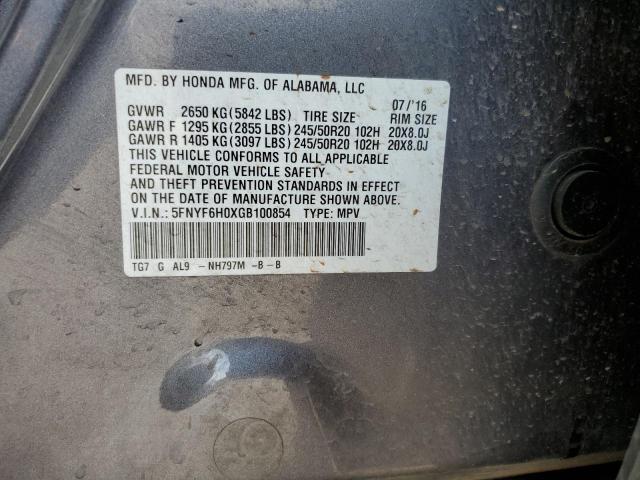 MFD. BY HONDA MFG. OF ALABAMA, LLC
07/'16
GVWR 2650 KG(5842 LBS) TIRE SIZE RIM SIZE
GAWR F 1295 KG(2855 LBS)245/50R20 102H 20X8.0J
GAWR R 1405 KG(3097 LBS)245/50R20 102H 20X8.0J
THIS VEHICLE CONFORMS TO ALL APPLICABLE
FEDERAL MOTOR VEHICLE SAFETY
AND THEFT PREVENTION STANDARDS IN EFFECT
ON THE DATE OF MANUFACTURE SHOWN ABOVE.
V.I.N.: 5FNYF6H0XGB100854 TYPE: MPV
TG7 G AL9 -NH797M -B-B